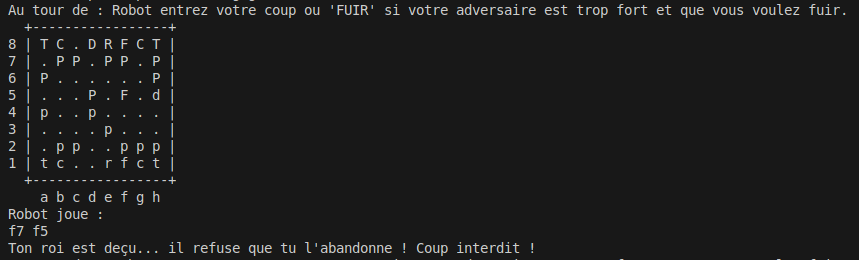 Au tour de : Robot entrez votre coup ou 'FUIR' si votre adversaire est trop fort et que vous voulez fuir.
  +-----------------+
8 | T C . D R F C T |
7 | . P P . P P . P |
6 | P . . . . . . P |
5 | . . . P . F . d |
4 | p . . p . . . . |
3 | . . . . p . . . |
2 | . p p . . p p p |
1 | t c . . r f c t |
  +-----------------+
    a b c d e f g h
Robot joue :
f7 f5
Ton roi est deçu... il refuse que tu l'abandonne ! Coup interdit !